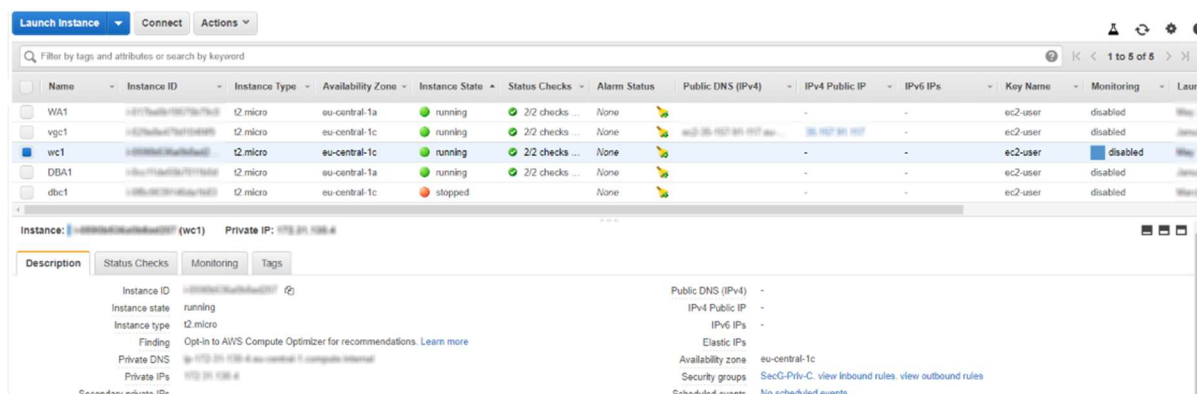 Launch Instance Connect Actions
Filter by tags and attributes or search by keyword 1 to 5 of 5
Name Instance ID Instance Type Availability Zone Instance State Status Checks Alarm Status Public DNS (IPv4) IPv4 Public IP IPv6 IPs Key Name Monitoring Laun
WA1 t2.micro eu-central-1a running 2/2 checks ... None - - ec2-user disabled
vgc1 t2.micro eu-central-1c running 2/2 checks ... None - ec2-user disabled
wc1 t2.micro eu-central-1c running 2/2 checks ... None - - ec2-user disabled
DBA1 t2.micro eu-central-1a running 2/2 checks ... None - - ec2-user disabled
dbc1 t2.micro eu-central-1c stopped None - - ec2-user disabled
Instance: (wc1) Private IP:
Description Status Checks Monitoring Tags
Instance ID Public DNS (IPv4) -
Instance state running IPv4 Public IP -
Instance type t2.micro IPv6 IPs -
Finding Opt-in to AWS Compute Optimizer for recommendations. Learn more Elastic IPs
Private DNS Availability zone eu-central-1c
Private IPs Security groups SecG-Priv-C. view inbound rules. view outbound rules
Secondary private IPs Scheduled events No scheduled events